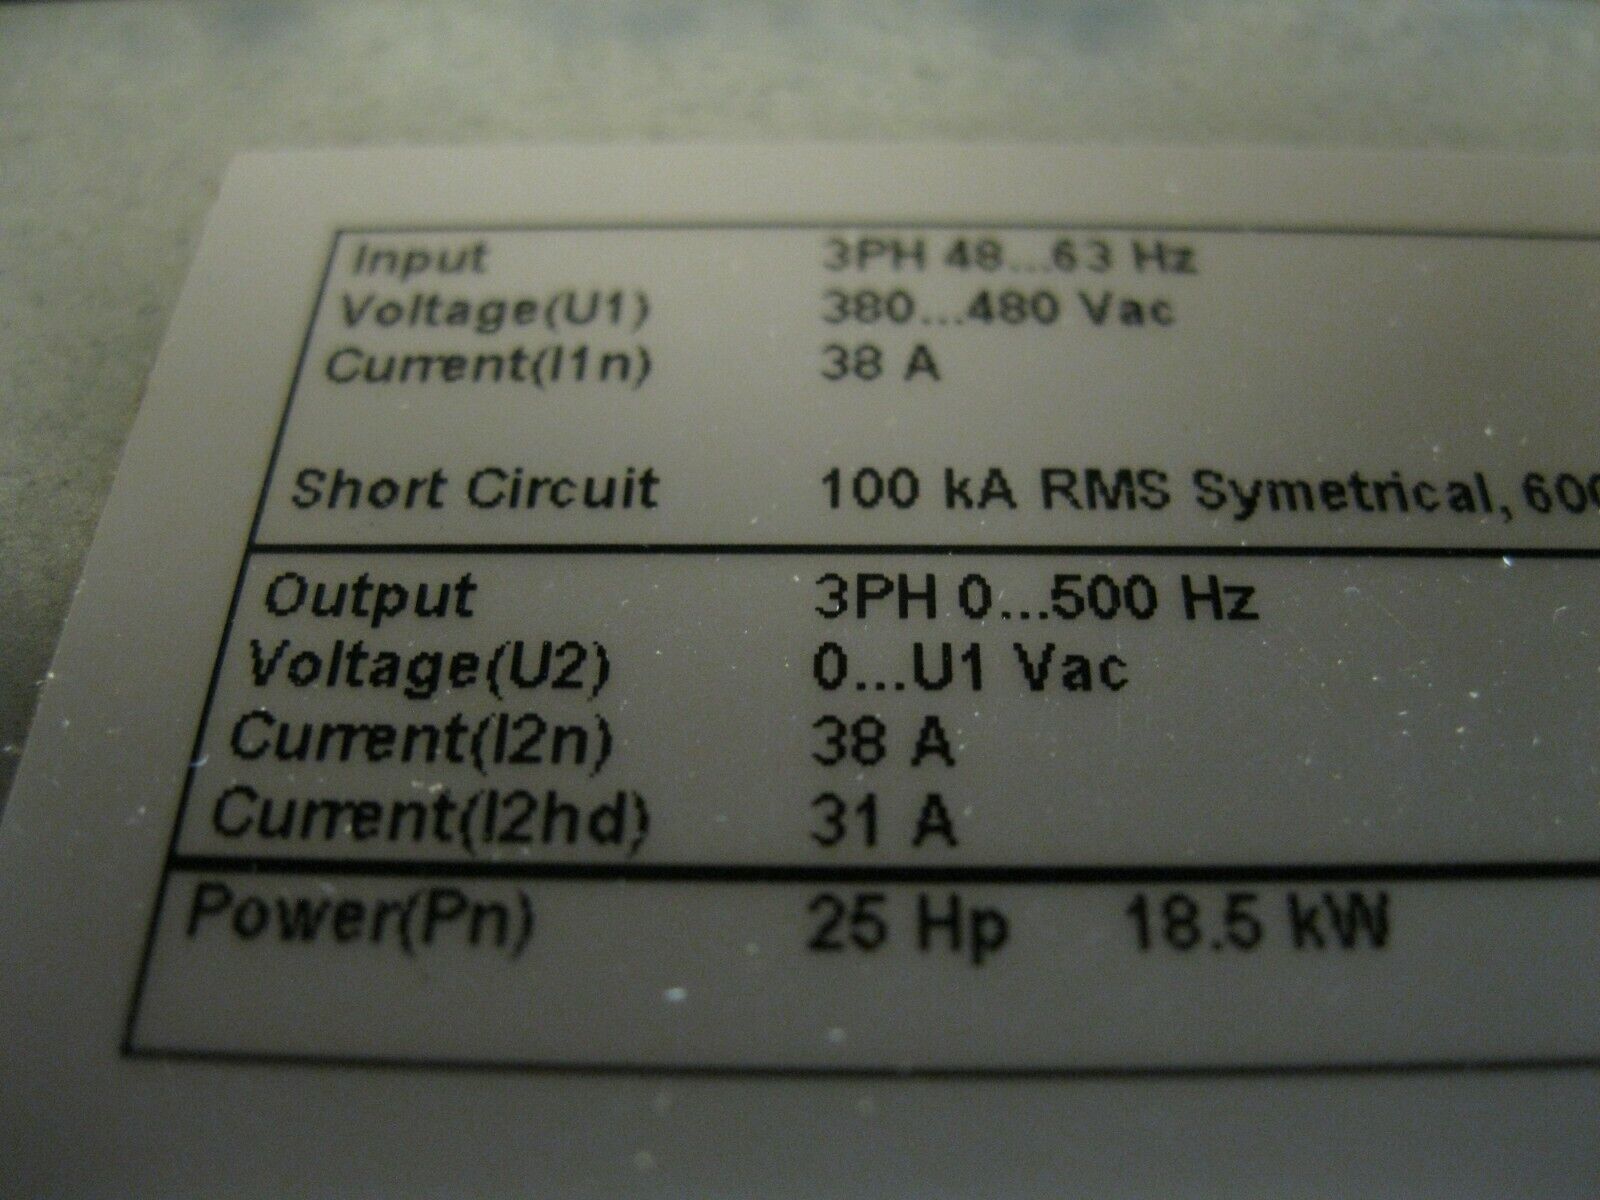 Input 3PH 48...63 Hz
Voltage(U1) 380...480 Vac
Current(I1n) 38 A
Short Circuit 100 kA RMS Symetrical, 600
Output 3PH 0...500 Hz
Voltage(U2) 0...U1 Vac
Current(I2n) 38 A
Current(I2hd) 31 A
Power(Pn) 25 Hp 18.5 kW